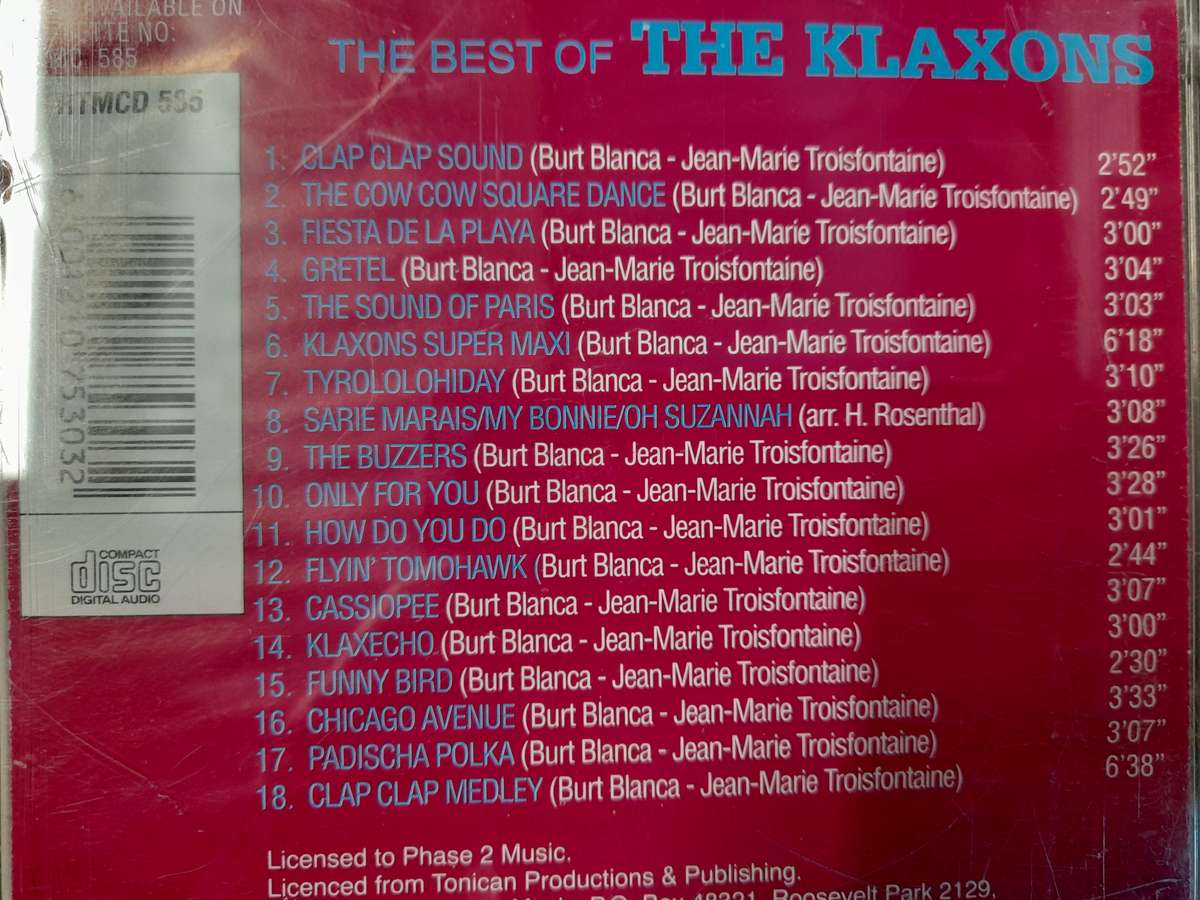 AVAILABLE ON
NO:
585
THE BEST OF THE KLAXONS
1. CLAP CLAP SOUND (Burt Blanca - Jean-Marie Troisfontaine) 2'52"
2. THE COW COW SQUARE DANCE (Burt Blanca - Jean-Marie Troisfontaine) 2'49"
3. FIESTA DE LA PLAYA (Burt Blanca - Jean-Marie Troisfontaine) 3'00"
4. GRETEL (Burt Blanca - Jean-Marie Troisfontaine) 3'04"
5. THE SOUND OF PARIS (Burt Blanca - Jean-Marie Troisfontaine) 3'03"
6. KLAXONS SUPER MAXI (Burt Blanca - Jean-Marie Troisfontaine) 6'18"
7. TYROLOLOHIDAY (Burt Blanca - Jean-Marie Troisfontaine) 3'10"
8. SARIE MARAIS/MY BONNIE/OH SUZANNAH (arr. H. Rosenthal) 3'08"
9. THE BUZZERS (Burt Blanca - Jean-Marie Troisfontaine) 3'26"
10. ONLY FOR YOU (Burt Blanca - Jean-Marie Troisfontaine) 3'28"
11. HOW DO YOU DO (Burt Blanca - Jean-Marie Troisfontaine) 3'01"
12. FLYIN' TOMOHAWK (Burt Blanca - Jean-Marie Troisfontaine) 2'44"
13. CASSIOPEE (Burt Blanca - Jean-Marie Troisfontaine) 3'07"
14. KLAXECHO (Burt Blanca - Jean-Marie Troisfontaine) 3'00"
15. FUNNY BIRD (Burt Blanca - Jean-Marie Troisfontaine) 2'30"
16. CHICAGO AVENUE (Burt Blanca - Jean-Marie Troisfontaine) 3'33"
17. PADISCHA POLKA (Burt Blanca - Jean-Marie Troisfontaine) 3'07"
18. CLAP CLAP MEDLEY (Burt Blanca - Jean-Marie Troisfontaine) 6'38"
COMPACT
disc
DIGITAL AUDIO
Licensed to Phase 2 Music.
Licenced from Tonican Productions & Publishing.
Box 48321, Roosevelt Park 2129,